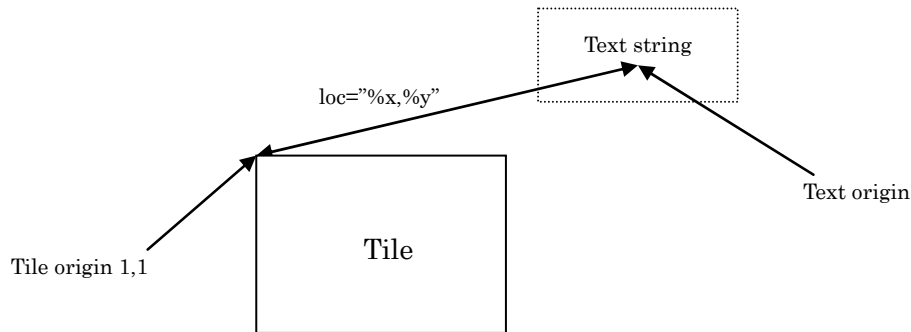 Text string
loc=”%x,%y”
Text origin
Tile
Tile origin 1,1